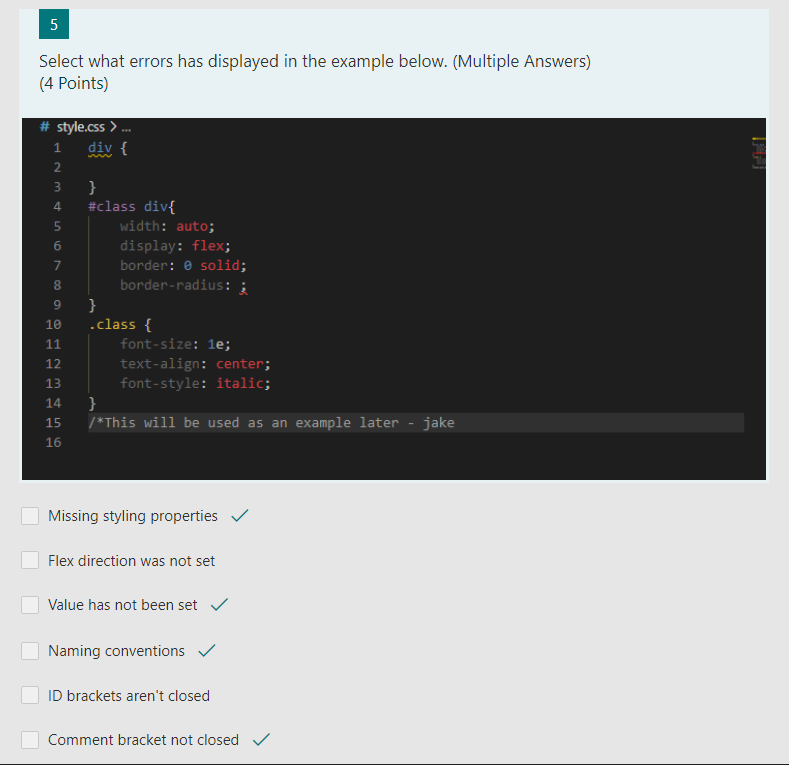 5
Select what errors has displayed in the example below. (Multiple Answers)
(4 Points)
# style.css > ...
1 div {
2
3 }
4 #class div{
5 width: auto;
6 display: flex;
7 border: 0 solid;
8 border-radius: ;
9 }
10 .class {
11 font-size: 1e;
12 text-align: center;
13 font-style: italic;
14 }
15 /*This will be used as an example later - jake
16
Missing styling properties
Flex direction was not set
Value has not been set
Naming conventions
ID brackets aren't closed
Comment bracket not closed